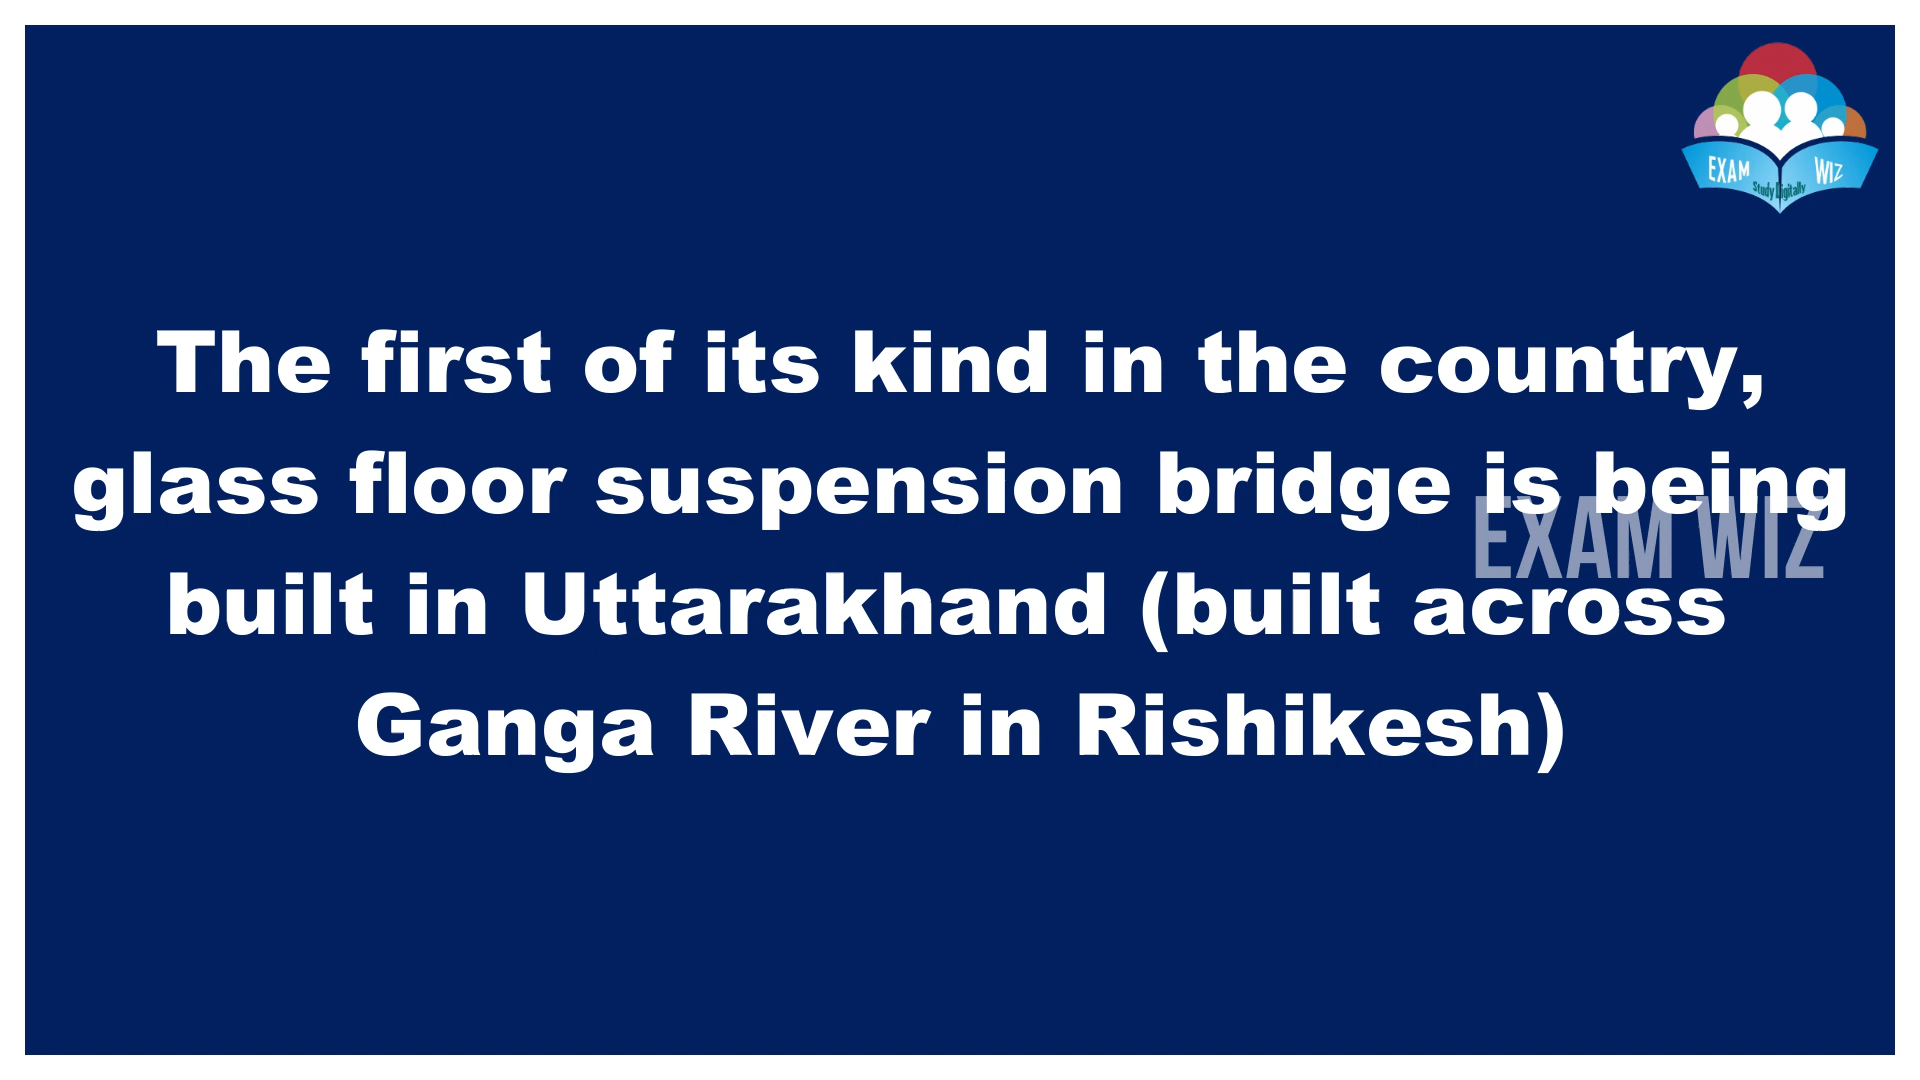 EXAM WIZ
Study Digitally
The first of its kind in the country,
glass floor suspension bridge is being
EXAM WIZ
built in Uttarakhand (built across
Ganga River in Rishikesh)